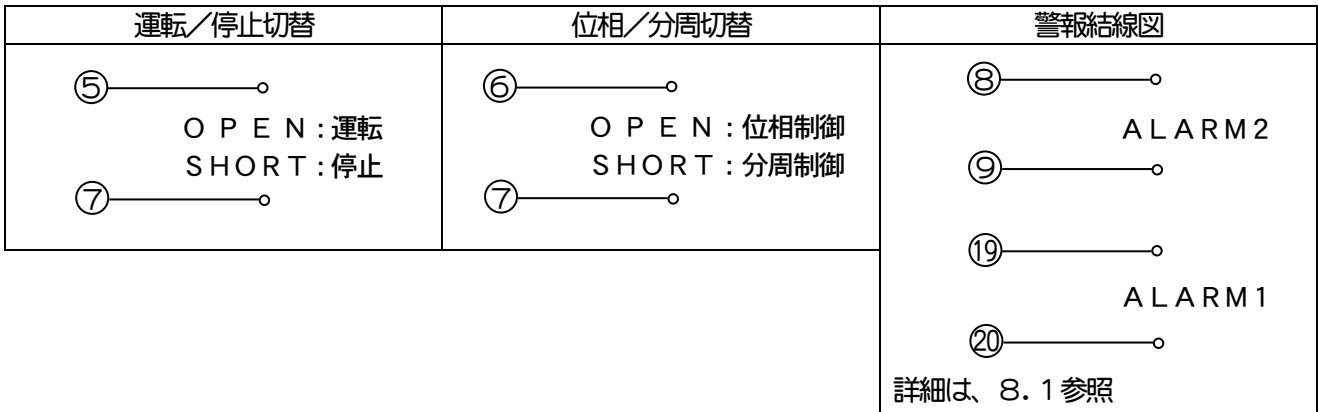 運転／停止切替
⑤
ＯＰＥＮ：運転
ＳＨＯＲＴ：停止
⑦
位相／分周切替
⑥
ＯＰＥＮ：位相制御
ＳＨＯＲＴ：分周制御
⑦
警報結線図
⑧
ＡＬＡＲＭ２
⑨
⑲
ＡＬＡＲＭ１
⑳
詳細は、８．１参照